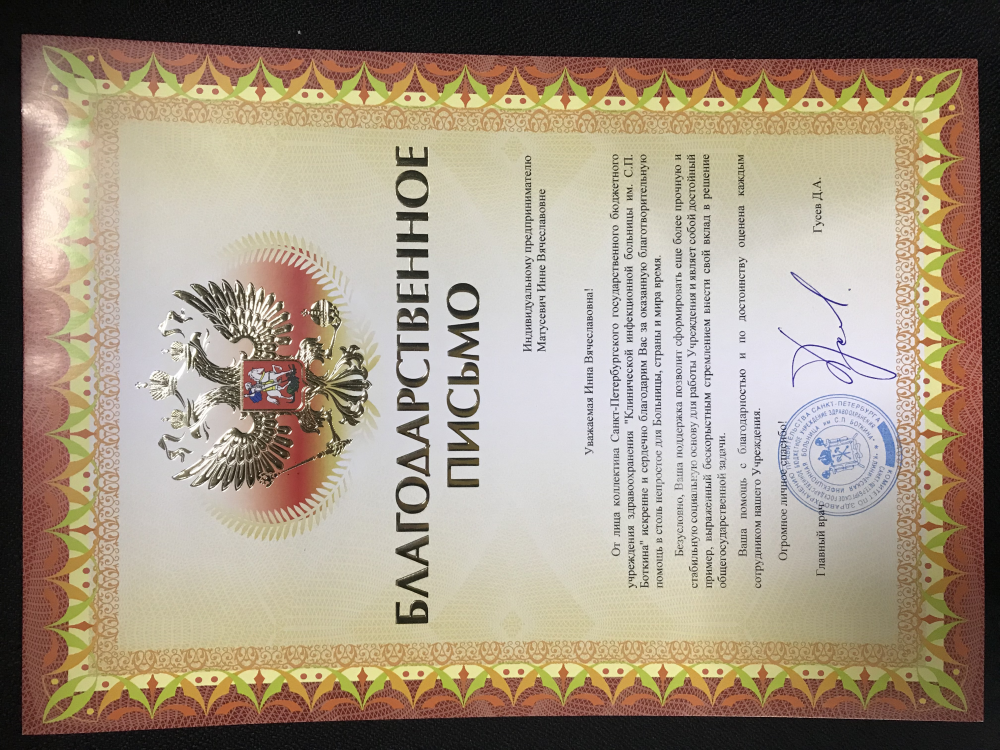 БЛАГОДАРСТВЕННОЕ
ПИСЬМО
Индивидуальному предпринимателю
Матусевич Инне Вячеславовне
Уважаемая Инна Вячеславовна!
От лица коллектива Санкт-Петербургского государственного бюджетного
учреждения здравоохранения "Клинической инфекционной больницы им. С.П.
Боткина" искренне и сердечно благодарим Вас за оказанную благотворительную
помощь в столь непростое для Больницы, страны и мира время.
Безусловно, Ваша поддержка позволит сформировать еще более прочную и
стабильную социальную основу для работы Учреждения и являет собой достойный
пример, выраженный бескорыстным стремлением внести свой вклад в решение
общегосударственной задачи.
Ваша помощь с благодарностью и по достоинству оценена каждым
сотрудником нашего Учреждения.
Огромное личное спасибо!
Главный врач
Гусев Д.А.